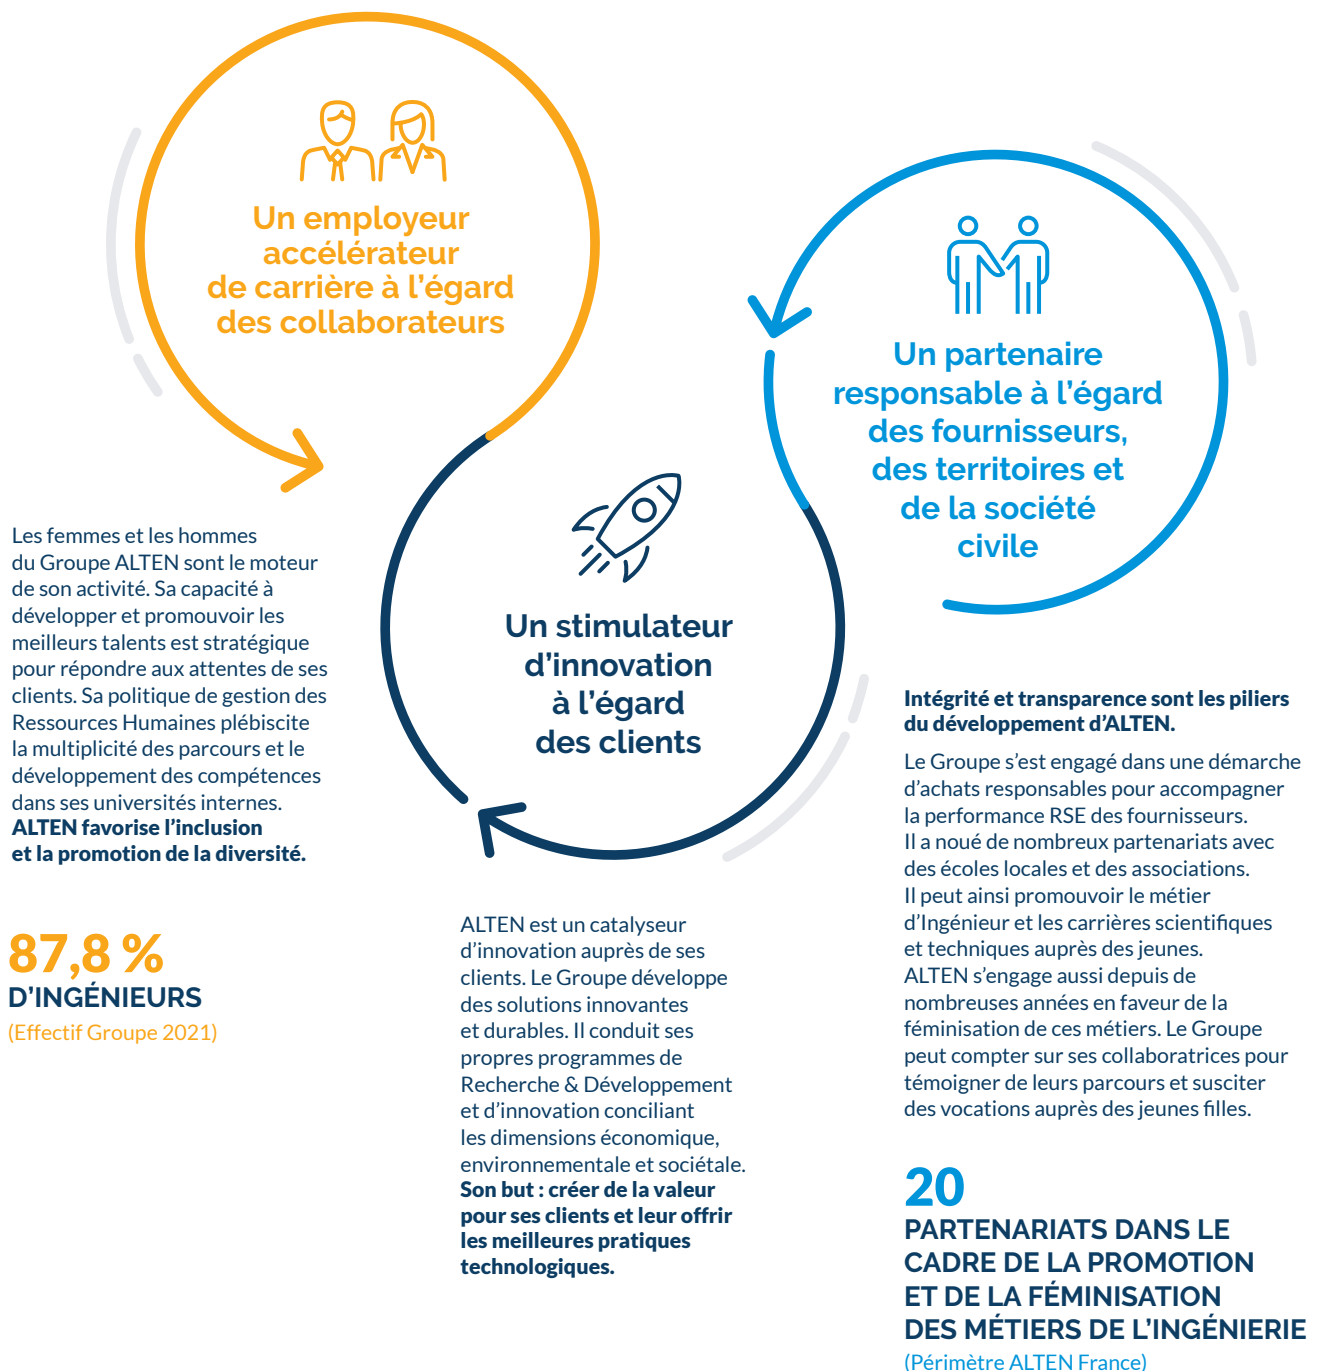 Un employeur
accélérateur
de carrière à l’égard
des collaborateurs
Les femmes et les hommes
du Groupe ALTEN sont le moteur
de son activité. Sa capacité à
développer et promouvoir les
meilleurs talents est stratégique
pour répondre aux attentes de ses
clients. Sa politique de gestion des
Ressources Humaines plébiscite
la multiplicité des parcours et le
développement des compétences
dans ses universités internes.
ALTEN favorise l’inclusion
et la promotion de la diversité.
87,8 %
D’INGÉNIEURS
(Effectif Groupe 2021)
Un stimulateur
d’innovation
à l’égard
des clients
ALTEN est un catalyseur
d’innovation auprès de ses
clients. Le Groupe développe
des solutions innovantes
et durables. Il conduit ses
propres programmes de
Recherche & Développement
et d’innovation conciliant
les dimensions économique,
environnementale et sociétale.
Son but : créer de la valeur
pour ses clients et leur offrir
les meilleures pratiques
technologiques.
Un partenaire
responsable à l’égard
des fournisseurs,
des territoires et
de la société
civile
Intégrité et transparence sont les piliers
du développement d’ALTEN.
Le Groupe s’est engagé dans une démarche
d’achats responsables pour accompagner
la performance RSE des fournisseurs.
Il a noué de nombreux partenariats avec
des écoles locales et des associations.
Il peut ainsi promouvoir le métier
d’Ingénieur et les carrières scientifiques
et techniques auprès des jeunes.
ALTEN s’engage aussi depuis de
nombreuses années en faveur de la
féminisation de ces métiers. Le Groupe
peut compter sur ses collaboratrices pour
témoigner de leurs parcours et susciter
des vocations auprès des jeunes filles.
20
PARTENARIATS DANS LE
CADRE DE LA PROMOTION
ET DE LA FÉMINISATION
DES MÉTIERS DE L’INGÉNIERIE
(Périmètre ALTEN France)